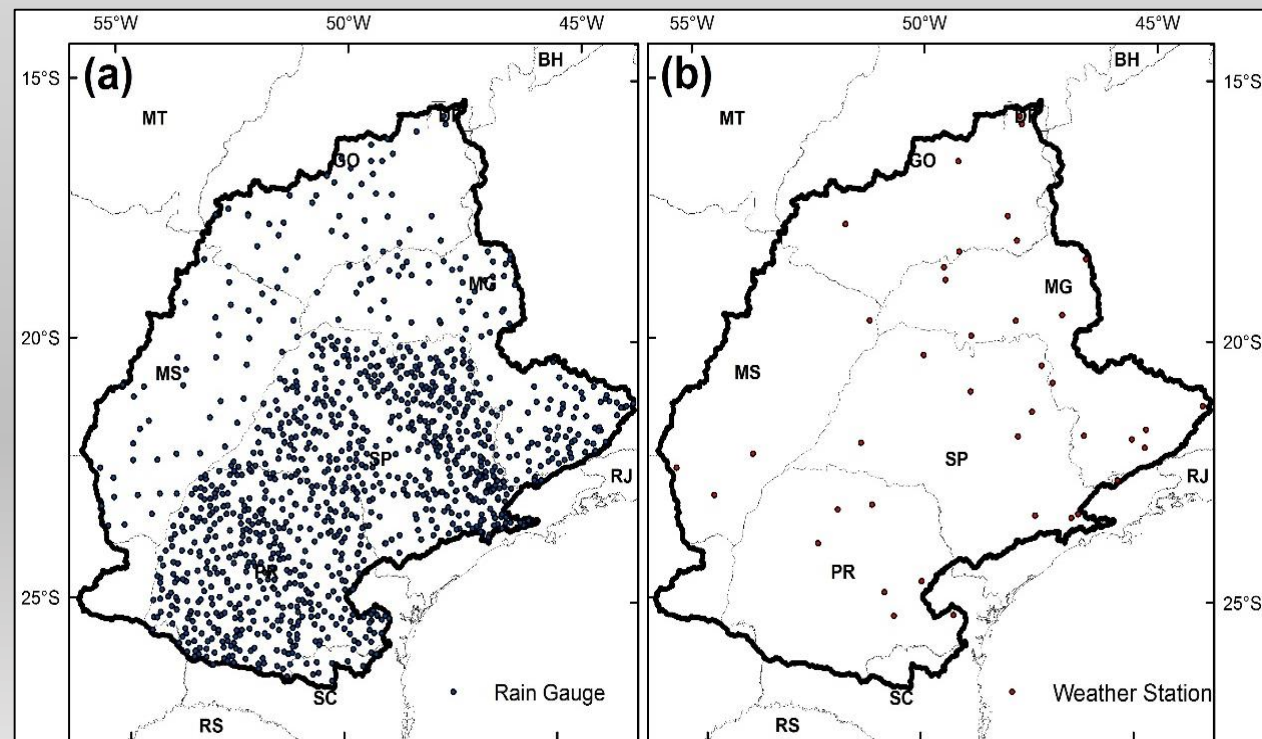 55°W 50°W 45°W 55°W 50°W 45°W
(a) BH (b) BH
15°S 15°S
MT DF MT DF
GO GO
MG MG
20°S 20°S
MS MS
SP SP
RJ RJ
PR PR
25°S 25°S
Rain Gauge Weather Station
SC SC
RS RS